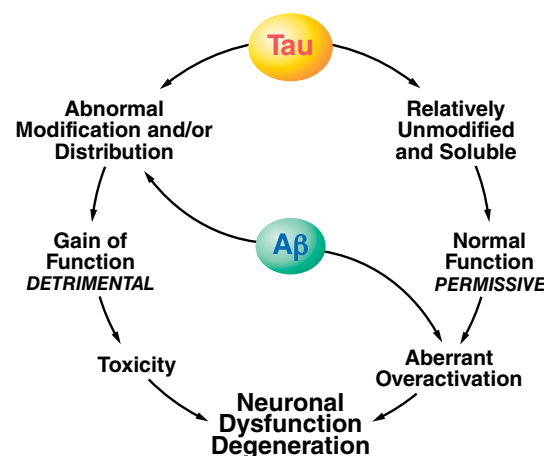 Tau
Abnormal
Modification and/or
Distribution
Relatively
Unmodified
and Soluble
Aβ
Gain of
Function
DETRIMENTAL
Normal
Function
PERMISSIVE
Toxicity
Aberrant
Overactivation
Neuronal
Dysfunction
Degeneration